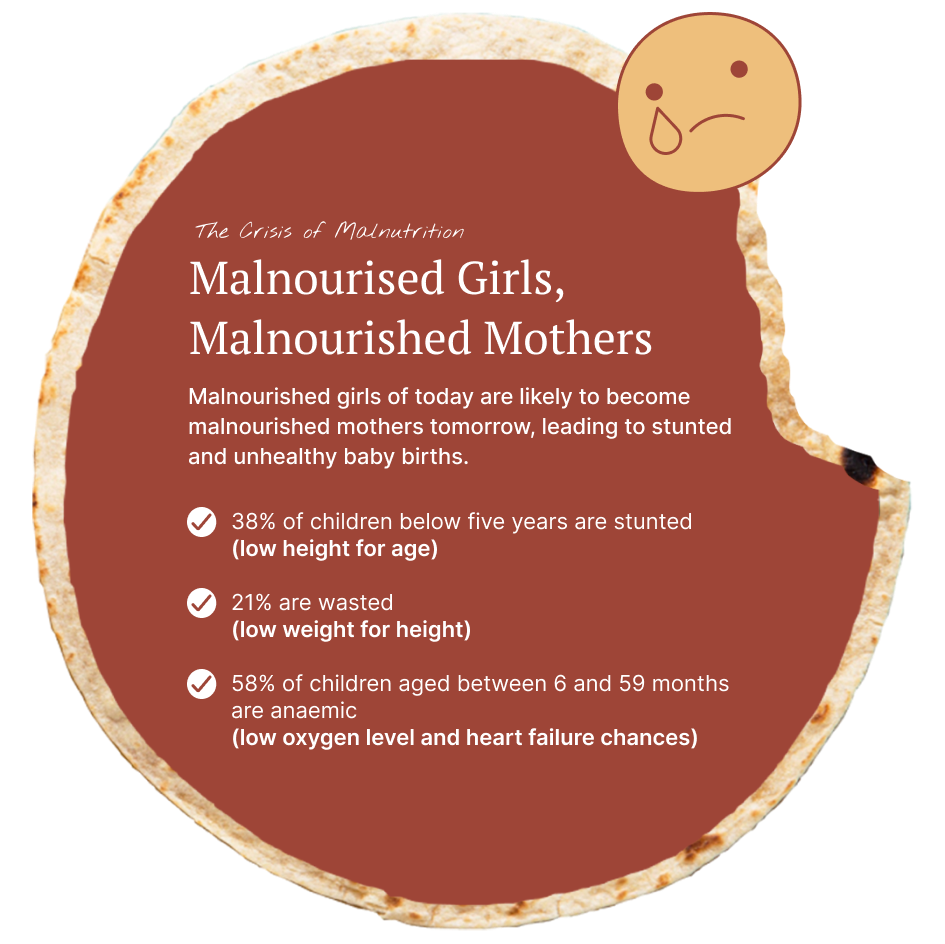 The Crisis of Malnutrition
Malnourised Girls,
Malnourished Mothers
Malnourished girls of today are likely to become
malnourished mothers tomorrow, leading to stunted
and unhealthy baby births.
38% of children below five years are stunted
(low height for age)
21% are wasted
(low weight for height)
58% of children aged between 6 and 59 months
are anaemic
(low oxygen level and heart failure chances)